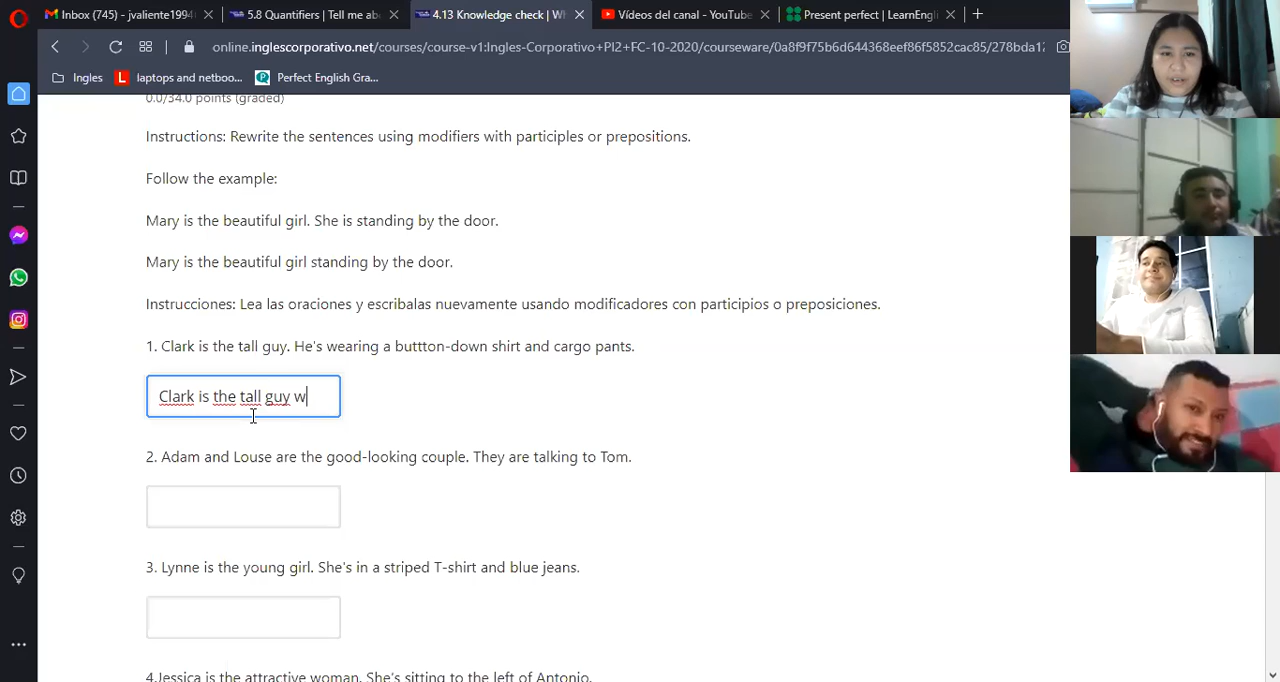 Inbox (745) - jvaliente1994
5.8 Quantifiers | Tell me ab
4.13 Knowledge check | Wh
Vídeos del canal - YouTube
Present perfect | LearnEngli
online.inglescorporativo.net/courses/course-v1:Ingles-Corporativo+PI2+FC-10-2020/courseware/0a8f9f75b6d644368eef86f5852cac85/278bda12
Ingles
laptops and netboo...
Perfect English Gra...
0.0/34.0 points (graded)
Instructions: Rewrite the sentences using modifiers with participles or prepositions.
Follow the example:
Mary is the beautiful girl. She is standing by the door.
Mary is the beautiful girl standing by the door.
Instrucciones: Lea las oraciones y escribalas nuevamente usando modificadores con participios o preposiciones.
1. Clark is the tall guy. He's wearing a buttton-down shirt and cargo pants.
Clark is the tall guy w
2. Adam and Louse are the good-looking couple. They are talking to Tom.
3. Lynne is the young girl. She's in a striped T-shirt and blue jeans.
4.Jessica is the attractive woman. She's sitting to the left of Antonio.